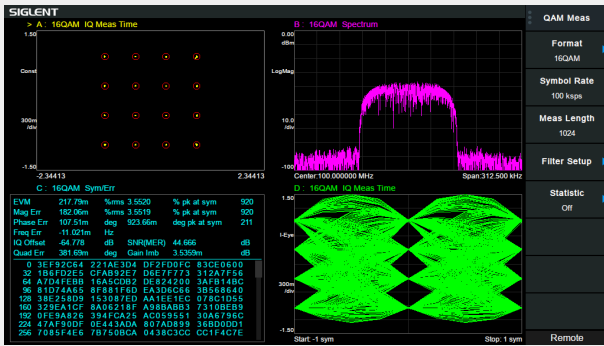 SIGLENT
> A : 16QAM IQ Meas Time
1.50
Const
300m
/div
-1.50
-2.34413 2.34413
B : 16QAM Spectrum
0.00
dBm
LogMag
10.0
/div
-100
Center:100.000000 MHz Span:312.500 kHz
C : 16QAM Sym/Err
EVM 217.79m %rms 3.5520 % pk at sym 920
Mag Err 182.06m %rms 3.5519 % pk at sym 920
Phase Err 107.51m deg 923.66m deg pk at sym 211
Freq Err -11.021m Hz
IQ Offset -64.778 dB SNR(MER) 44.666 dB
Quad Err 381.69m deg Gain Imb 3.5359m dB
0 3EF92C64 221AE3D4 DF2FD0FC 83CE0600
32 1B6FD2E5 CFAB92E7 D6E7F773 312A7F56
64 A7D4FEBB 16A5CDB2 DE824200 3AFB14BC
96 81D74A65 8F881F6D EA3D6C66 3B568640
128 38E258D9 153087ED AA1EE1EC 078C1D55
160 329EA1CF 8A06218F A98BABB3 7310BEB9
192 0FE9A826 394FCA25 AC059551 30A6796C
224 47AF90DF 0E443ADA 807AD899 36BD0DD1
256 7085F4E6 7B750BCA 0438C3CC CC1F4C7E
D : 16QAM IQ Meas Time
1.50
I-Eye
300m
/div
-1.50
Start:-1 sym Stop: 1 sym
QAM Meas
Format
16QAM
Symbol Rate
100 ksps
Meas Length
1024
Filter Setup
Statistic
Off
Remote